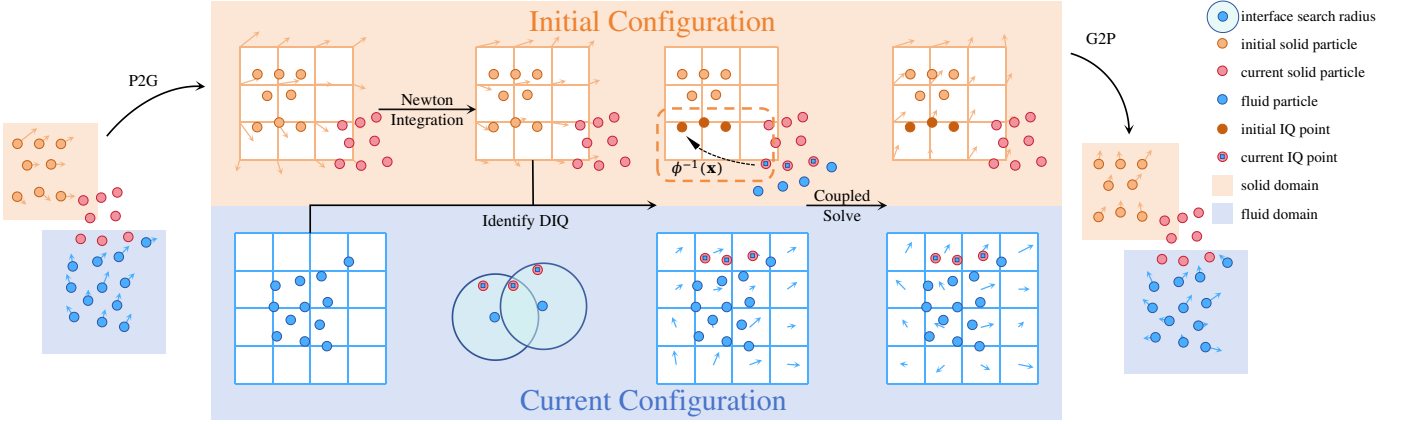 Initial Configuration
P2G
Newton
Integration
ϕ⁻¹(x)
Identify DIQ
Coupled
Solve
Current Configuration
G2P
interface search radius
initial solid particle
current solid particle
fluid particle
initial IQ point
current IQ point
solid domain
fluid domain